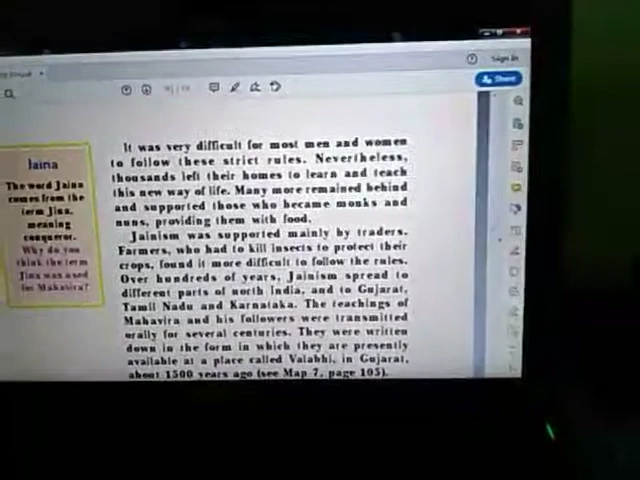 Sign In
Share
Jaina
The word Jaina
comes from the
term Jina,
meaning
conqueror.
Why do you
think the term
Jina was used
for Mahavira?
It was very difficult for most men and women
to follow these strict rules. Nevertheless,
thousands left their homes to learn and teach
this new way of life. Many more remained behind
and supported those who became monks and
nuns, providing them with food.
Jainism was supported mainly by traders.
Farmers, who had to kill insects to protect their
crops, found it more difficult to follow the rules.
Over hundreds of years, Jainism spread to
different parts of north India, and to Gujarat,
Tamil Nadu and Karnataka. The teachings of
Mahavira and his followers were transmitted
orally for several centuries. They were written
down in the form in which they are presently
available at a place called Valabhi, in Gujarat,
about 1500 years ago (see Map 7, page 105).